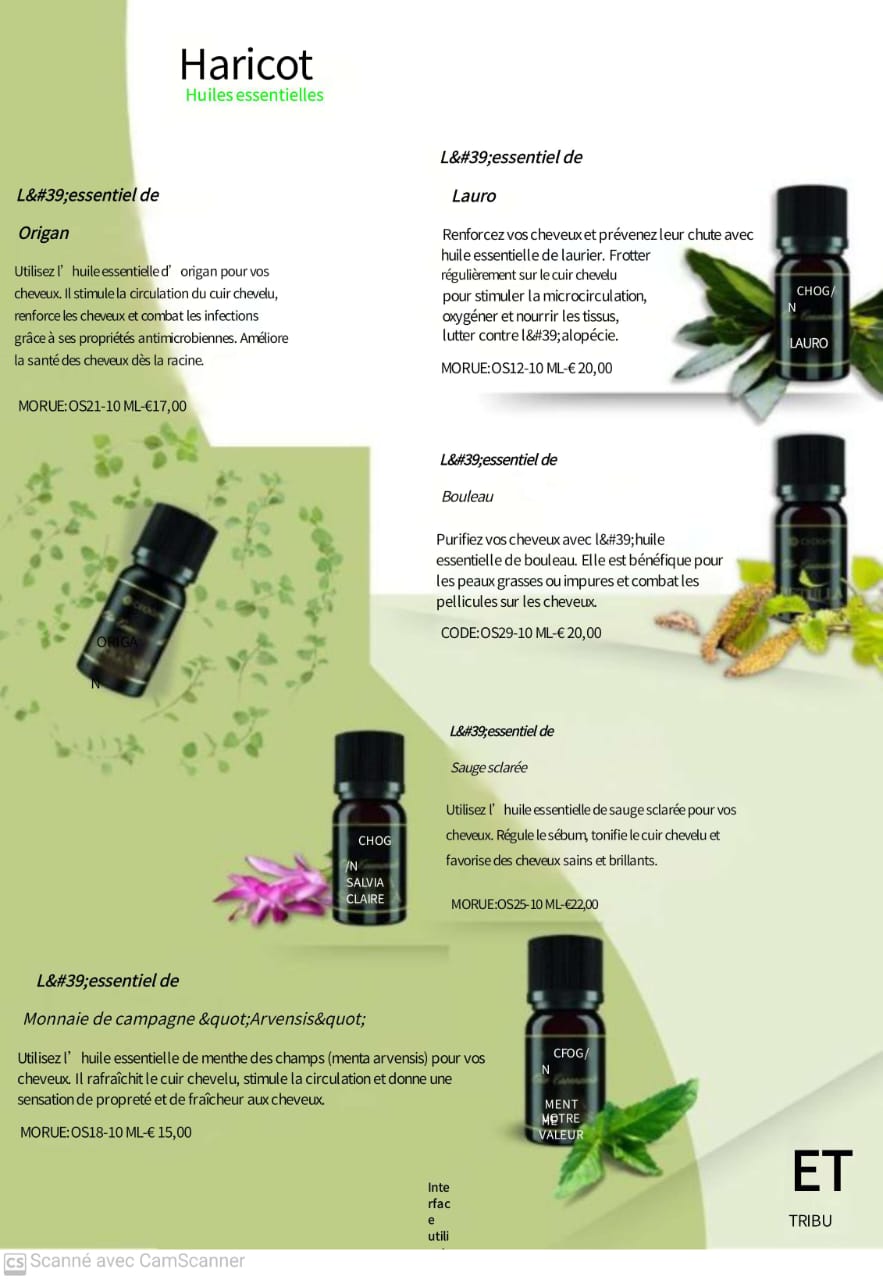 Haricot
Huiles essentielles
L&#39;essentiel de
Origan
Utilisez l’huile essentielle d’origan pour vos
cheveux. Il stimule la circulation du cuir chevelu,
renforce les cheveux et combat les infections
grâce à ses propriétés antimicrobiennes. Améliore
la santé des cheveux dès la racine.
MORUE:OS21-10 ML-€17,00
L&#39;essentiel de
Lauro
Renforcez vos cheveux et prévenez leur chute avec
huile essentielle de laurier. Frotter
régulièrement sur le cuir chevelu
pour stimuler la microcirculation,
oxygéner et nourrir les tissus,
lutter contre l&#39;alopécie.
MORUE:OS12-10 ML-€ 20,00
CHOG/
N
LAURO
L&#39;essentiel de
Bouleau
Purifiez vos cheveux avec l&#39;huile
essentielle de bouleau. Elle est bénéfique pour
les peaux grasses ou impures et combat les
pellicules sur les cheveux.
CODE:OS29-10 ML-€ 20,00
ORIGA
N
L&#39;essentiel de
Sauge sclarée
Utilisez l’huile essentielle de sauge sclarée pour vos
cheveux. Régule le sébum, tonifie le cuir chevelu et
favorise des cheveux sains et brillants.
MORUE:OS25-10 ML-€22,00
CHOG
/N
SALVIA
CLAIRE
L&#39;essentiel de
Monnaie de campagne &quot;Arvensis&quot;
Utilisez l’huile essentielle de menthe des champs (menta arvensis) pour vos
cheveux. Il rafraîchit le cuir chevelu, stimule la circulation et donne une
sensation de propreté et de fraîcheur aux cheveux.
MORUE:OS18-10 ML-€ 15,00
CFOG/
N
MENT
HE
VOTRE
VALEUR
ET
TRIBU
Inte
rfac
e
utili
CS Scanné avec CamScanner